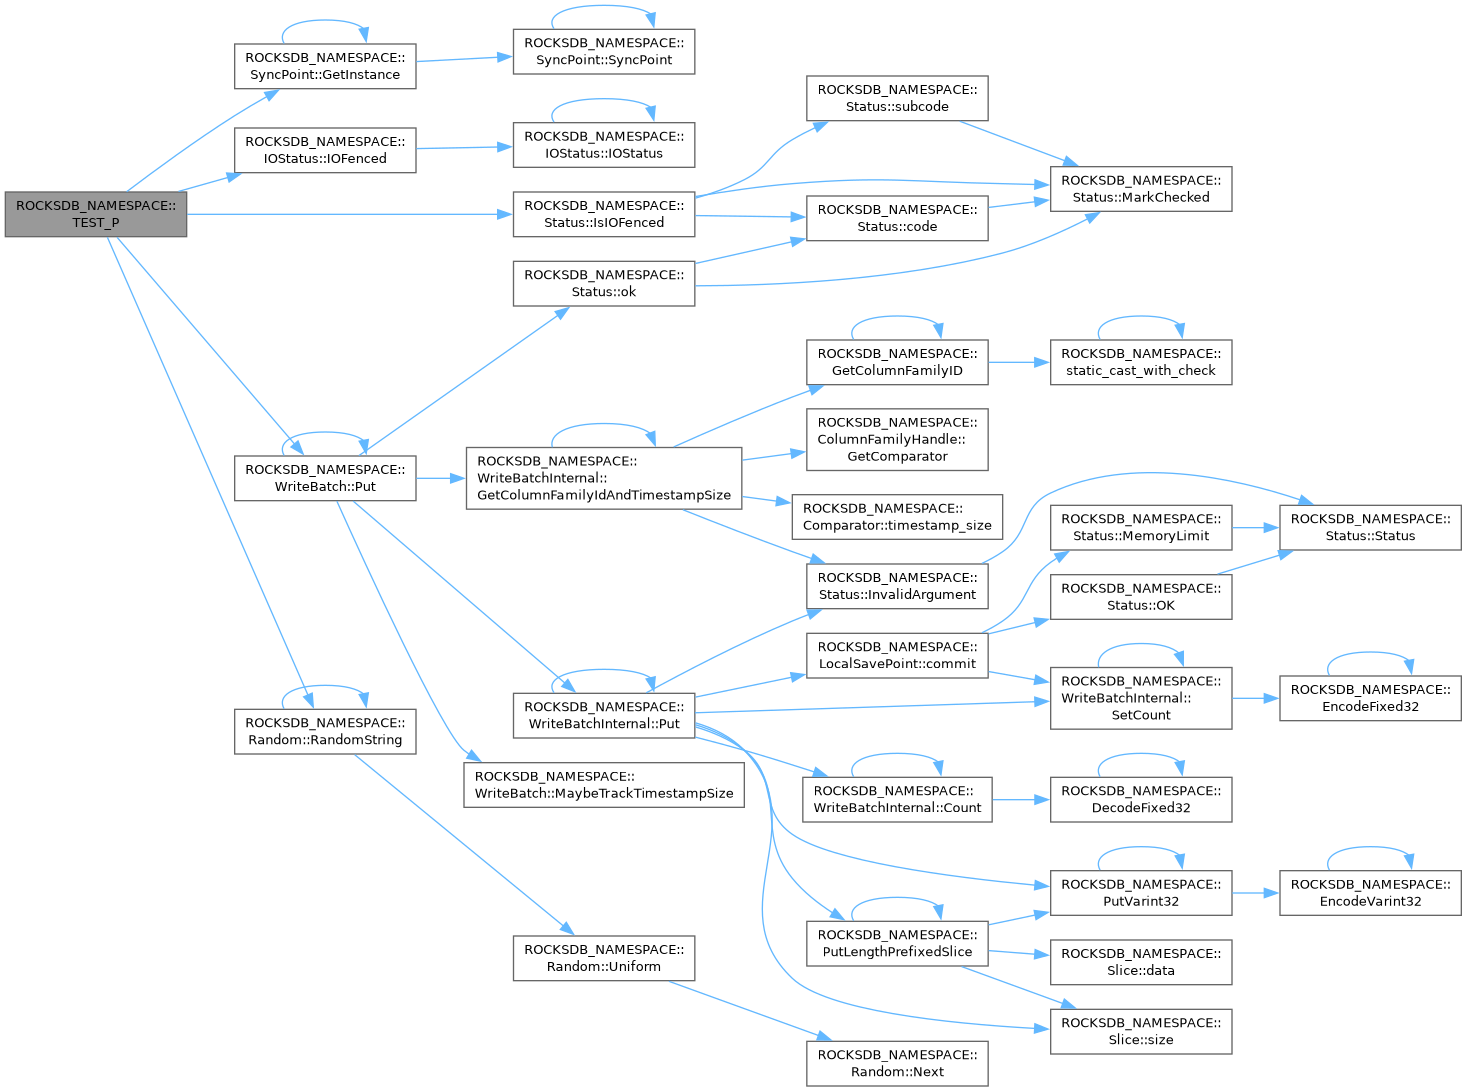 ROCKSDB_NAMESPACE::
TEST_P
ROCKSDB_NAMESPACE::
SyncPoint::GetInstance
ROCKSDB_NAMESPACE::
IOStatus::IOFenced
ROCKSDB_NAMESPACE::
WriteBatch::Put
ROCKSDB_NAMESPACE::
Random::RandomString
ROCKSDB_NAMESPACE::
SyncPoint::SyncPoint
ROCKSDB_NAMESPACE::
IOStatus::IOStatus
ROCKSDB_NAMESPACE::
Status::IsIOFenced
ROCKSDB_NAMESPACE::
Status::ok
ROCKSDB_NAMESPACE::
WriteBatchInternal::
GetColumnFamilyIdAndTimestampSize
ROCKSDB_NAMESPACE::
WriteBatchInternal::Put
ROCKSDB_NAMESPACE::
WriteBatch::MaybeTrackTimestampSize
ROCKSDB_NAMESPACE::
Random::Uniform
ROCKSDB_NAMESPACE::
Status::subcode
ROCKSDB_NAMESPACE::
Status::code
ROCKSDB_NAMESPACE::
GetColumnFamilyID
ROCKSDB_NAMESPACE::
ColumnFamilyHandle::
GetComparator
ROCKSDB_NAMESPACE::
Comparator::timestamp_size
ROCKSDB_NAMESPACE::
Status::InvalidArgument
ROCKSDB_NAMESPACE::
LocalSavePoint::commit
ROCKSDB_NAMESPACE::
WriteBatchInternal::Count
ROCKSDB_NAMESPACE::
PutLengthPrefixedSlice
ROCKSDB_NAMESPACE::
Random::Next
ROCKSDB_NAMESPACE::
Status::MarkChecked
ROCKSDB_NAMESPACE::
static_cast_with_check
ROCKSDB_NAMESPACE::
Status::MemoryLimit
ROCKSDB_NAMESPACE::
Status::OK
ROCKSDB_NAMESPACE::
WriteBatchInternal::
SetCount
ROCKSDB_NAMESPACE::
DecodeFixed32
ROCKSDB_NAMESPACE::
PutVarint32
ROCKSDB_NAMESPACE::
Slice::data
ROCKSDB_NAMESPACE::
Slice::size
ROCKSDB_NAMESPACE::
Status::Status
ROCKSDB_NAMESPACE::
EncodeFixed32
ROCKSDB_NAMESPACE::
EncodeVarint32